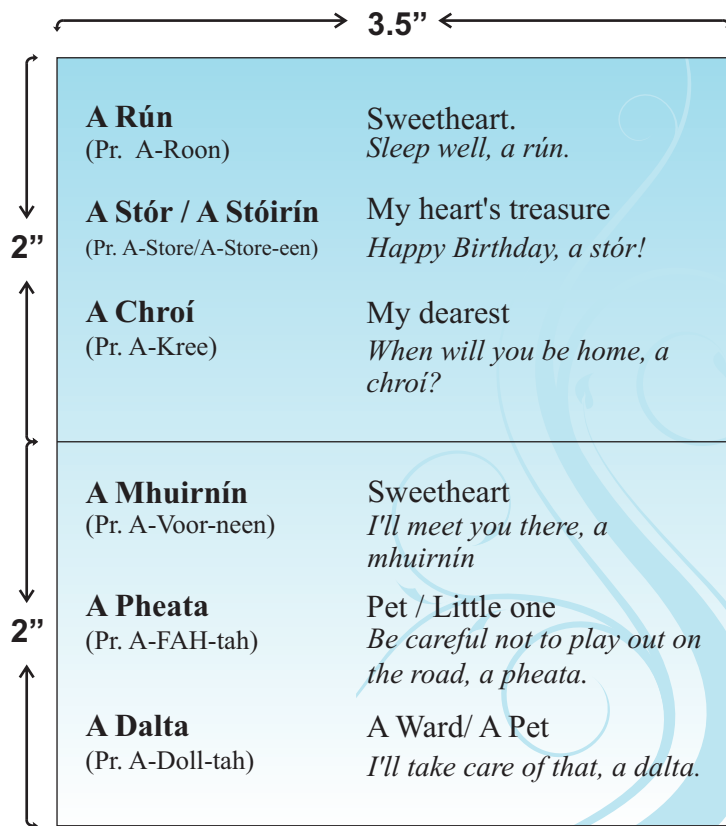 3.5”
A Rún
(Pr. A-Roon)
Sweetheart.
Sleep well, a rún.
2”
A Stór / A Stóirín
(Pr. A-Store/A-Store-een)
My heart's treasure
Happy Birthday, a stór!
A Chroí
(Pr. A-Kree)
My dearest
When will you be home, a
chroí?
A Mhuirnín
(Pr. A-Voor-neen)
Sweetheart
I'll meet you there, a
mhuirnín
2”
A Pheata
(Pr. A-FAH-tah)
Pet / Little one
Be careful not to play out on
the road, a pheata.
A Dalta
(Pr. A-Doll-tah)
A Ward/ A Pet
I'll take care of that, a dalta.